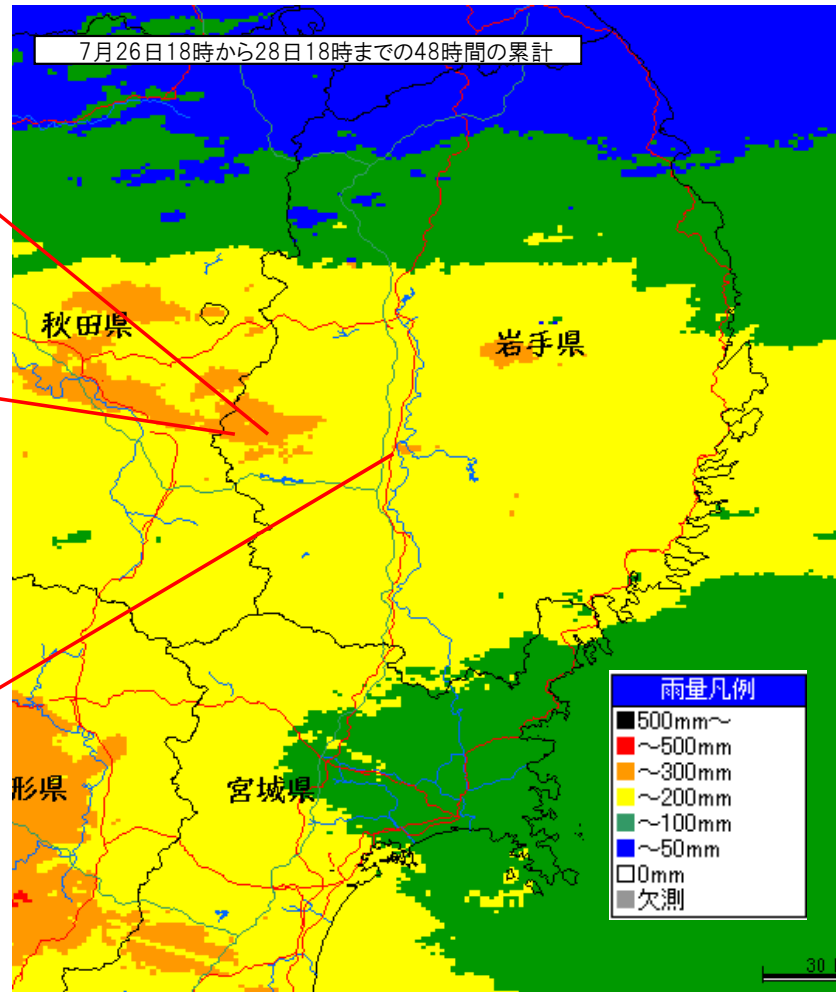 7月26日18時から28日18時までの48時間の累計
秋田県
岩手県
形県
宮城県
雨量凡例
500mm～
～500mm
～300mm
～200mm
～100mm
～50mm
0mm
欠測
30